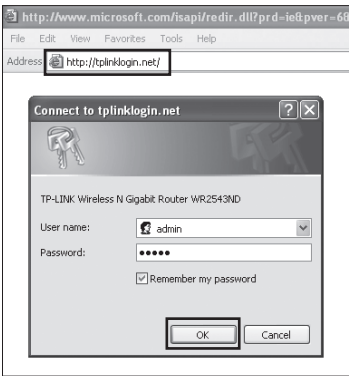 http://www.microsoft.com/isapi/redir.dll?prd=ie&pver=6&
File Edit View Favorites Tools Help
Address http://tplinklogin.net/
Connect to tplinklogin.net
TP-LINK Wireless N Gigabit Router WR2543ND
User name: admin
Password: •••••
Remember my password
OK Cancel